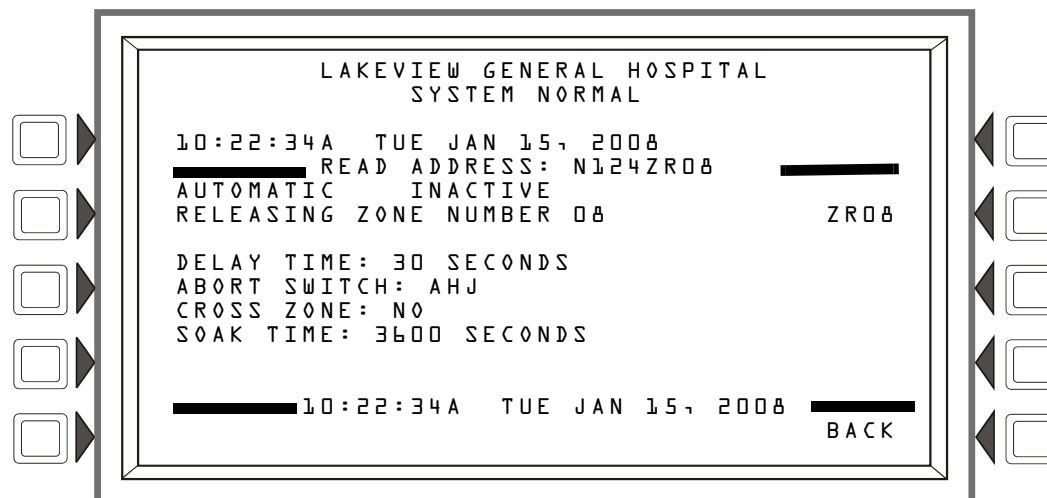 LAKEVIEW GENERAL HOSPITAL
SYSTEM NORMAL
10:22:34A TUE JAN 15, 2008
READ ADDRESS: N124ZR08
AUTOMATIC INACTIVE
RELEASING ZONE NUMBER 08 ZR08
DELAY TIME: 30 SECONDS
ABORT SWITCH: AHJ
CROSS ZONE: NO
SOAK TIME: 3600 SECONDS
10:22:34A TUE JAN 15, 2008
BACK